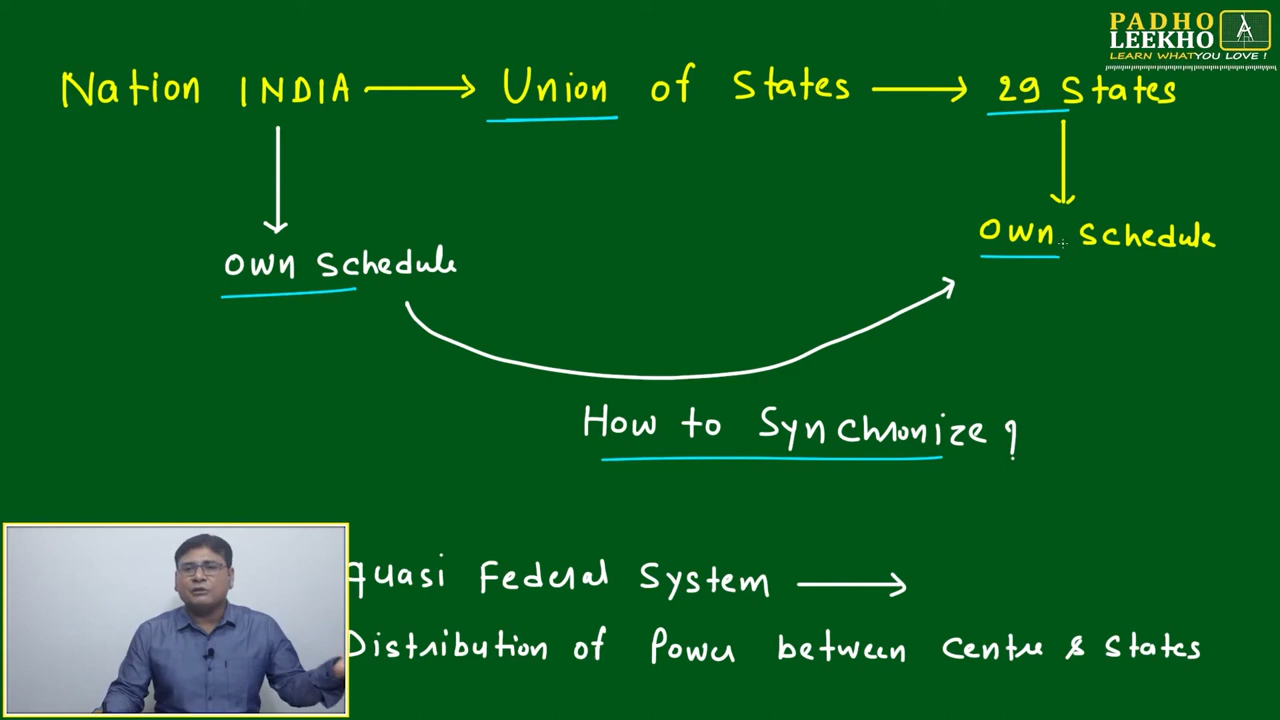 PADHO
LEEKHO
LEARN WHAT YOU LOVE !
Nation INDIA → Union of States → 29 States
Own Schedule
Own Schedule
How to Synchronize ?
quasi Federal System →
Distribution of Power between Centre & States